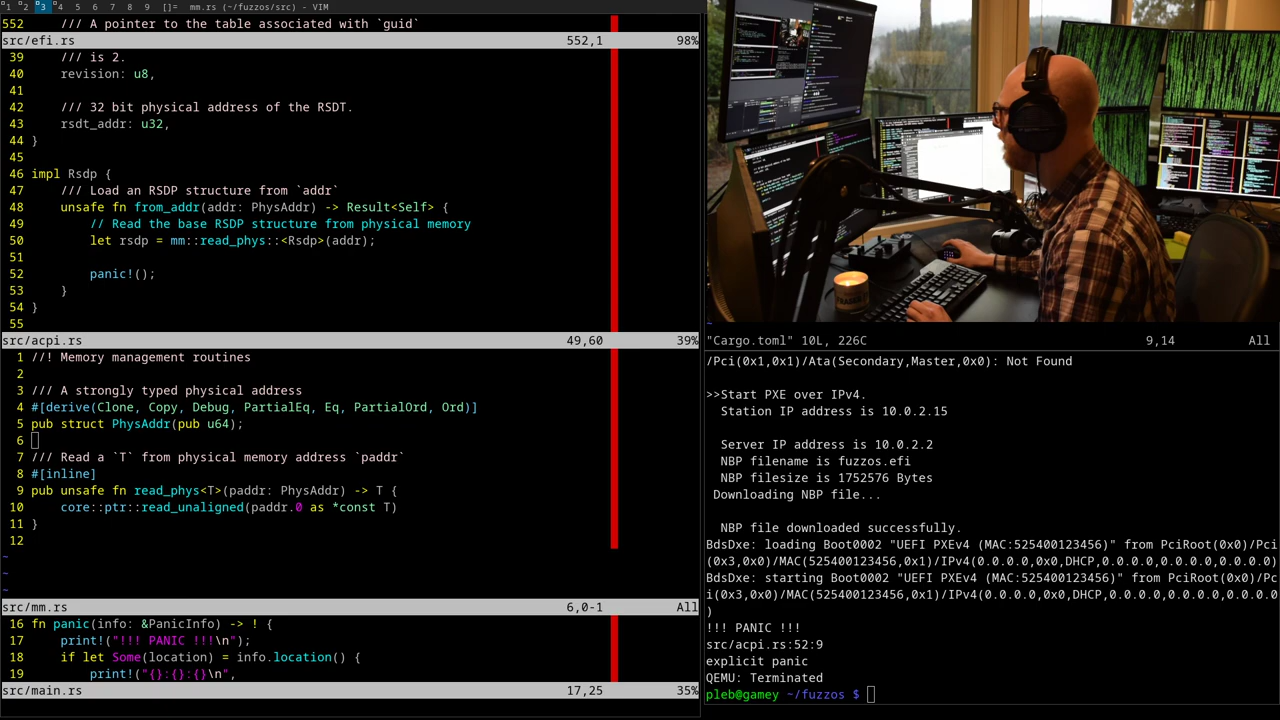 1 2 3 4 5 6 7 8 9 []= mm.rs (~/fuzzos/src) - VIM
552 /// A pointer to the table associated with `guid`
src/efi.rs 552,1 98%
39 /// is 2.
40 revision: u8,
41
42 /// 32 bit physical address of the RSDT.
43 rsdt_addr: u32,
44 }
45
46 impl Rsdp {
47 /// Load an RSDP structure from `addr`
48 unsafe fn from_addr(addr: PhysAddr) -> Result<Self> {
49 // Read the base RSDP structure from physical memory
50 let rsdp = mm::read_phys::<Rsdp>(addr);
51
52 panic!();
53 }
54 }
55
src/acpi.rs 49,60 39%
1 //! Memory management routines
2
3 /// A strongly typed physical address
4 #[derive(Clone, Copy, Debug, PartialEq, Eq, PartialOrd, Ord)]
5 pub struct PhysAddr(pub u64);
6
7 /// Read a `T` from physical memory address `paddr`
8 #[inline]
9 pub unsafe fn read_phys<T>(paddr: PhysAddr) -> T {
10 core::ptr::read_unaligned(paddr.0 as *const T)
11 }
12
~
~
~
src/mm.rs 6,0-1 All
16 fn panic(info: &PanicInfo) -> ! {
17 print!("!!! PANIC !!!\n");
18 if let Some(location) = info.location() {
19 print!("{}:{}:{}\n",
src/main.rs 17,25 35%
~
"Cargo.toml" 10L, 226C 9,14 All
/Pci(0x1,0x1)/Ata(Secondary,Master,0x0): Not Found
>>Start PXE over IPv4.
Station IP address is 10.0.2.15
Server IP address is 10.0.2.2
NBP filename is fuzzos.efi
NBP filesize is 1752576 Bytes
Downloading NBP file...
NBP file downloaded successfully.
BdsDxe: loading Boot0002 "UEFI PXEv4 (MAC:525400123456)" from PciRoot(0x0)/Pci
(0x3,0x0)/MAC(525400123456,0x1)/IPv4(0.0.0.0,0x0,DHCP,0.0.0.0,0.0.0.0,0.0.0.0)
BdsDxe: starting Boot0002 "UEFI PXEv4 (MAC:525400123456)" from PciRoot(0x0)/Pc
i(0x3,0x0)/MAC(525400123456,0x1)/IPv4(0.0.0.0,0x0,DHCP,0.0.0.0,0.0.0.0,0.0.0.0
)
!!! PANIC !!!
src/acpi.rs:52:9
explicit panic
QEMU: Terminated
pleb@gamey ~/fuzzos $